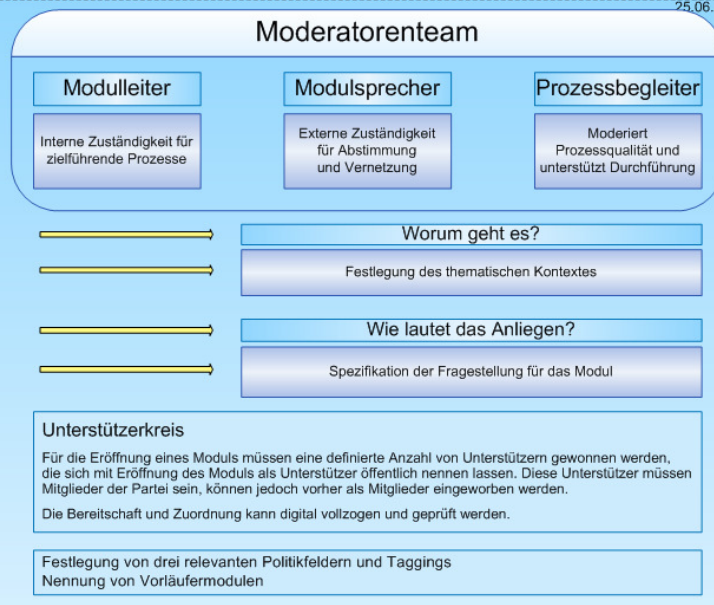 25.06.
Moderatorenteam
Modulleiter
Modulsprecher
Prozessbegleiter
Interne Zuständigkeit für
zielführende Prozesse
Externe Zuständigkeit
für Abstimmung
und Vernetzung
Moderiert
Prozessqualität und
unterstützt Durchführung
Worum geht es?
Festlegung des thematischen Kontextes
Wie lautet das Anliegen?
Spezifikation der Fragestellung für das Modul
Unterstützerkreis
Für die Eröffnung eines Moduls müssen eine definierte Anzahl von Unterstützern gewonnen werden,
die sich mit Eröffnung des Moduls als Unterstützer öffentlich nennen lassen. Diese Unterstützer müssen
Mitglieder der Partei sein, können jedoch vorher als Mitglieder eingeworben werden.
Die Bereitschaft und Zuordnung kann digital vollzogen und geprüft werden.
Festlegung von drei relevanten Politikfeldern und Taggings
Nennung von Vorläufermodulen